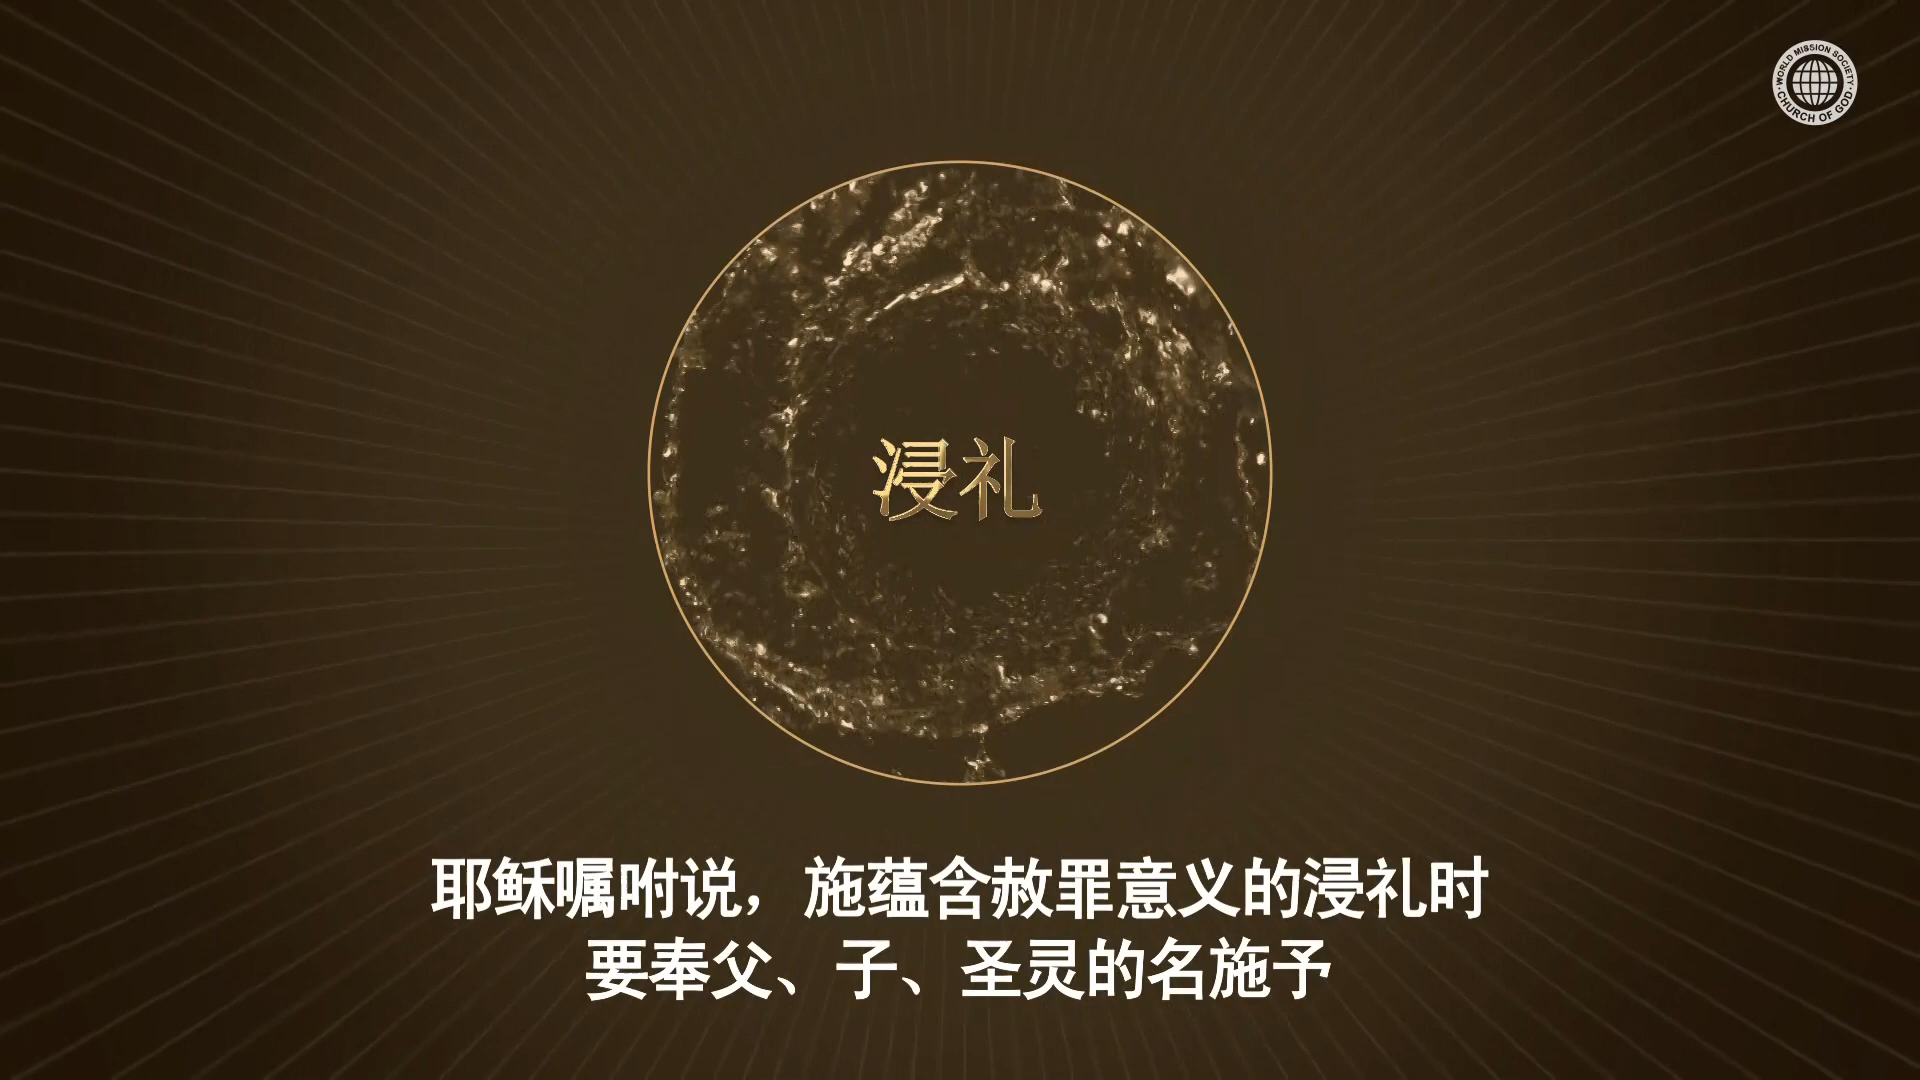 WORLD MISSION SOCIETY
CHURCH OF GOD
浸礼
耶稣嘱咐说，施蕴含赦罪意义的浸礼时
要奉父、子、圣灵的名施予